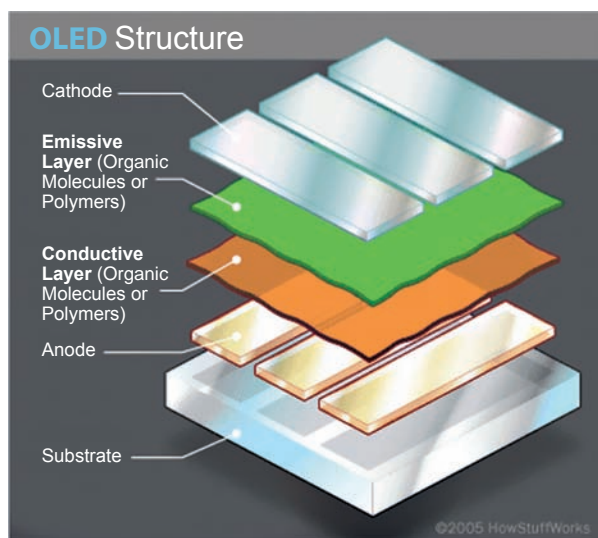 OLED Structure
Cathode
Emissive
Layer (Organic
Molecules or
Polymers)
Conductive
Layer (Organic
Molecules or
Polymers)
Anode
Substrate
©2005 HowStuffWorks